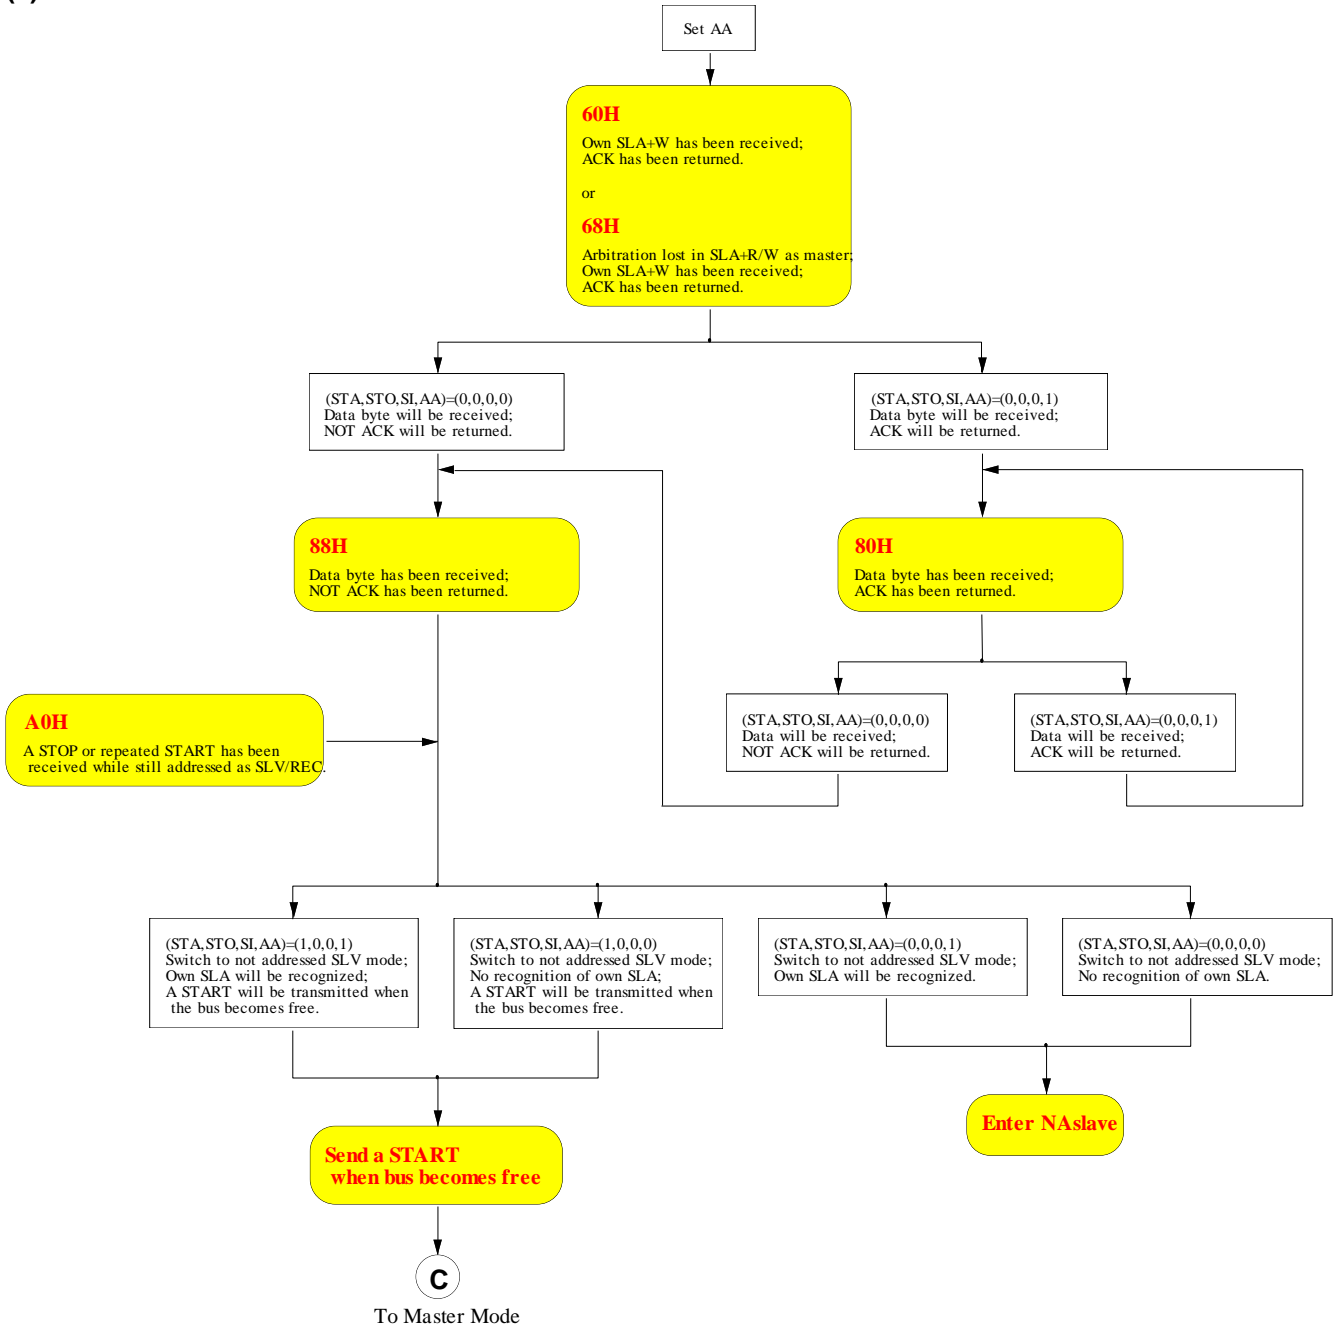 Set AA
60H
Own SLA+W has been received;
ACK has been returned.
or
68H
Arbitration lost in SLA+R/W as master;
Own SLA+W has been received;
ACK has been returned.
(STA,STO,SI,AA)=(0,0,0,0)
Data byte will be received;
NOT ACK will be returned.
(STA,STO,SI,AA)=(0,0,0,1)
Data byte will be received;
ACK will be returned.
88H
Data byte has been received;
NOT ACK has been returned.
80H
Data byte has been received;
ACK has been returned.
A0H
A STOP or repeated START has been
received while still addressed as SLV/REC.
(STA,STO,SI,AA)=(0,0,0,0)
Data will be received;
NOT ACK will be returned.
(STA,STO,SI,AA)=(0,0,0,1)
Data will be received;
ACK will be returned.
(STA,STO,SI,AA)=(1,0,0,1)
Switch to not addressed SLV mode;
Own SLA will be recognized;
A START will be transmitted when
the bus becomes free.
(STA,STO,SI,AA)=(1,0,0,0)
Switch to not addressed SLV mode;
No recognition of own SLA;
A START will be transmitted when
the bus becomes free.
(STA,STO,SI,AA)=(0,0,0,1)
Switch to not addressed SLV mode;
Own SLA will be recognized.
(STA,STO,SI,AA)=(0,0,0,0)
Switch to not addressed SLV mode;
No recognition of own SLA.
Send a START
when bus becomes free
Enter NAslave
C
To Master Mode